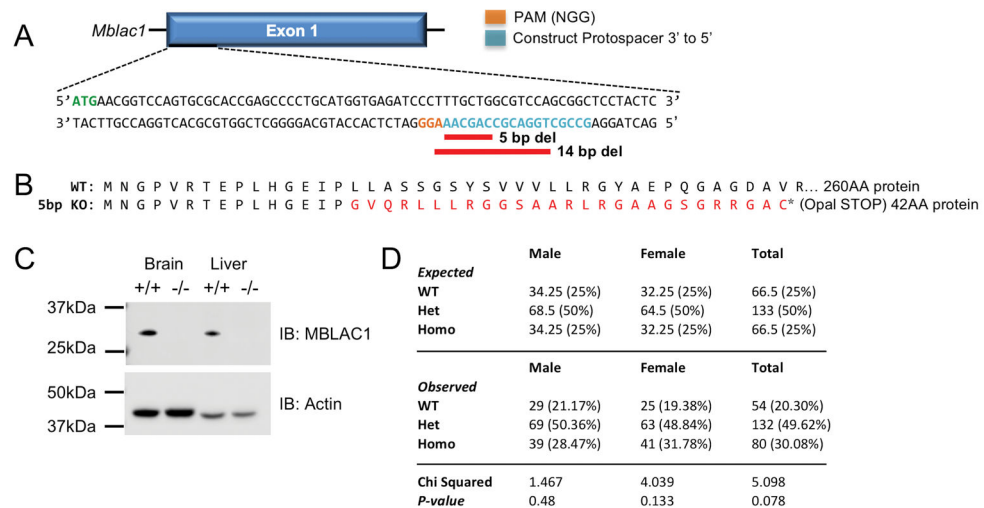 A
Mblac1
Exon 1
PAM (NGG)
Construct Protospacer 3’ to 5’
5’ATGAACGGTCCAGTGCGCACCGAGCCCCTGCATGGTGAGATCCCTTTGCTGGCGTCCAGCGGCTCCTACTC 3’
3’TACTTGCCAGGTCACGCGTGGCTCGGGGACGTACCACTCTAGGGAAACGACCGCAGGTCGCCGAGGATCAG 5’
5 bp del
14 bp del
B
WT: M N G P V R T E P L H G E I P L L A S S G S Y S V V V L L R G Y A E P Q G A G D A V R... 260AA protein
5bp KO: M N G P V R T E P L H G E I P G V Q R L L L R G G S A A R L R G A A G S G R R G A C* (Opal STOP) 42AA protein
C
Brain Liver
+/+ -/- +/+ -/-
37kDa
25kDa
IB: MBLAC1
50kDa
37kDa
IB: Actin
D
Male Female Total
Expected
WT 34.25 (25%) 32.25 (25%) 66.5 (25%)
Het 68.5 (50%) 64.5 (50%) 133 (50%)
Homo 34.25 (25%) 32.25 (25%) 66.5 (25%)
Male Female Total
Observed
WT 29 (21.17%) 25 (19.38%) 54 (20.30%)
Het 69 (50.36%) 63 (48.84%) 132 (49.62%)
Homo 39 (28.47%) 41 (31.78%) 80 (30.08%)
Chi Squared 1.467 4.039 5.098
P-value 0.48 0.133 0.078